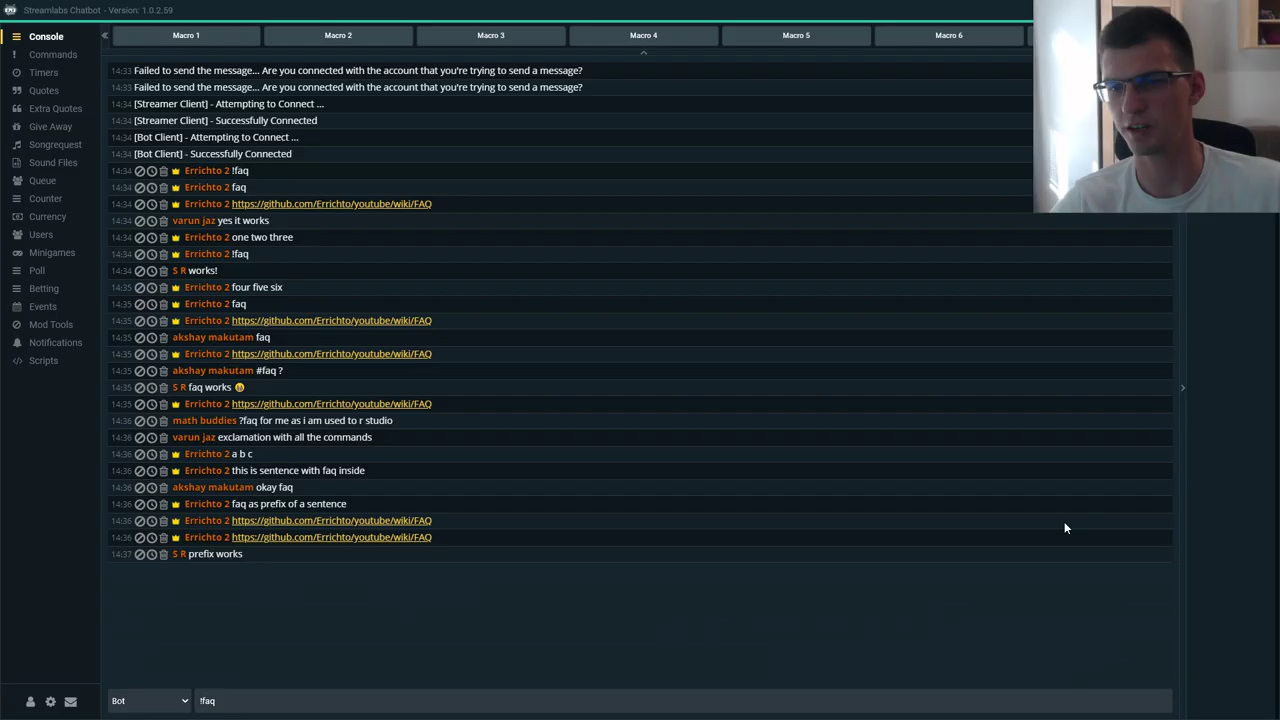 Streamlabs Chatbot - Version: 1.0.2.59
Console
Commands
Timers
Quotes
Extra Quotes
Give Away
Songrequest
Sound Files
Queue
Counter
Currency
Users
Minigames
Poll
Betting
Events
Mod Tools
Notifications
Scripts
Macro 1 Macro 2 Macro 3 Macro 4 Macro 5 Macro 6
14:33 Failed to send the message... Are you connected with the account that you're trying to send a message?
14:33 Failed to send the message... Are you connected with the account that you're trying to send a message?
14:34 [Streamer Client] - Attempting to Connect ...
14:34 [Streamer Client] - Successfully Connected
14:34 [Bot Client] - Attempting to Connect ...
14:34 [Bot Client] - Successfully Connected
14:34 Errichto 2 !faq
14:34 Errichto 2 faq
14:34 Errichto 2 https://github.com/Errichto/youtube/wiki/FAQ
14:34 varun jaz yes it works
14:34 Errichto 2 one two three
14:34 Errichto 2 !faq
14:34 S R works!
14:35 Errichto 2 four five six
14:35 Errichto 2 faq
14:35 Errichto 2 https://github.com/Errichto/youtube/wiki/FAQ
14:35 akshay makutam faq
14:35 Errichto 2 https://github.com/Errichto/youtube/wiki/FAQ
14:35 akshay makutam #faq ?
14:35 S R faq works
14:35 Errichto 2 https://github.com/Errichto/youtube/wiki/FAQ
14:36 math buddies ?faq for me as i am used to r studio
14:36 varun jaz exclamation with all the commands
14:36 Errichto 2 a b c
14:36 Errichto 2 this is sentence with faq inside
14:36 akshay makutam okay faq
14:36 Errichto 2 faq as prefix of a sentence
14:36 Errichto 2 https://github.com/Errichto/youtube/wiki/FAQ
14:36 Errichto 2 https://github.com/Errichto/youtube/wiki/FAQ
14:37 S R prefix works
Bot !faq